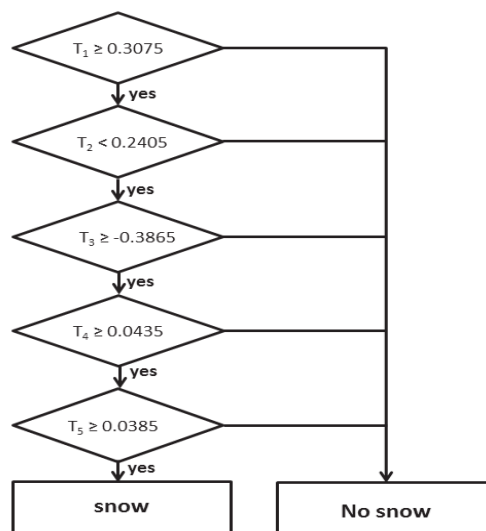 T₁ ≥ 0.3075
yes
T₂ < 0.2405
yes
T₃ ≥ -0.3865
yes
T₄ ≥ 0.0435
yes
T₅ ≥ 0.0385
yes
snow
No snow